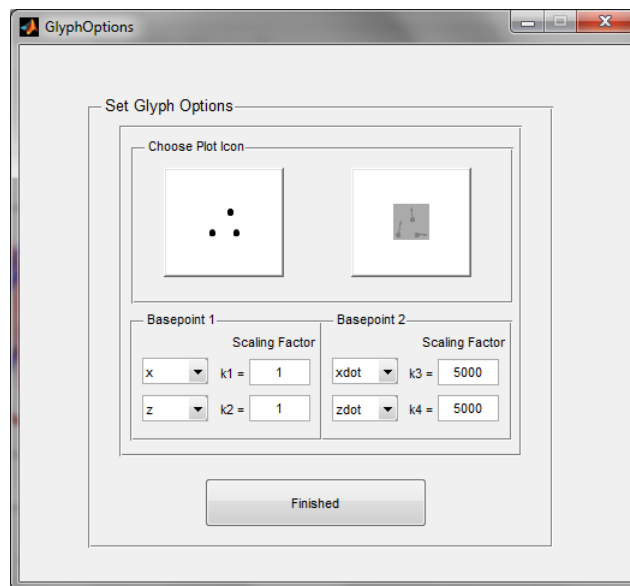 GlyphOptions
Set Glyph Options
Choose Plot Icon
Basepoint 1
Scaling Factor
x k1 = 1
z k2 = 1
Basepoint 2
Scaling Factor
xdot k3 = 5000
zdot k4 = 5000
Finished